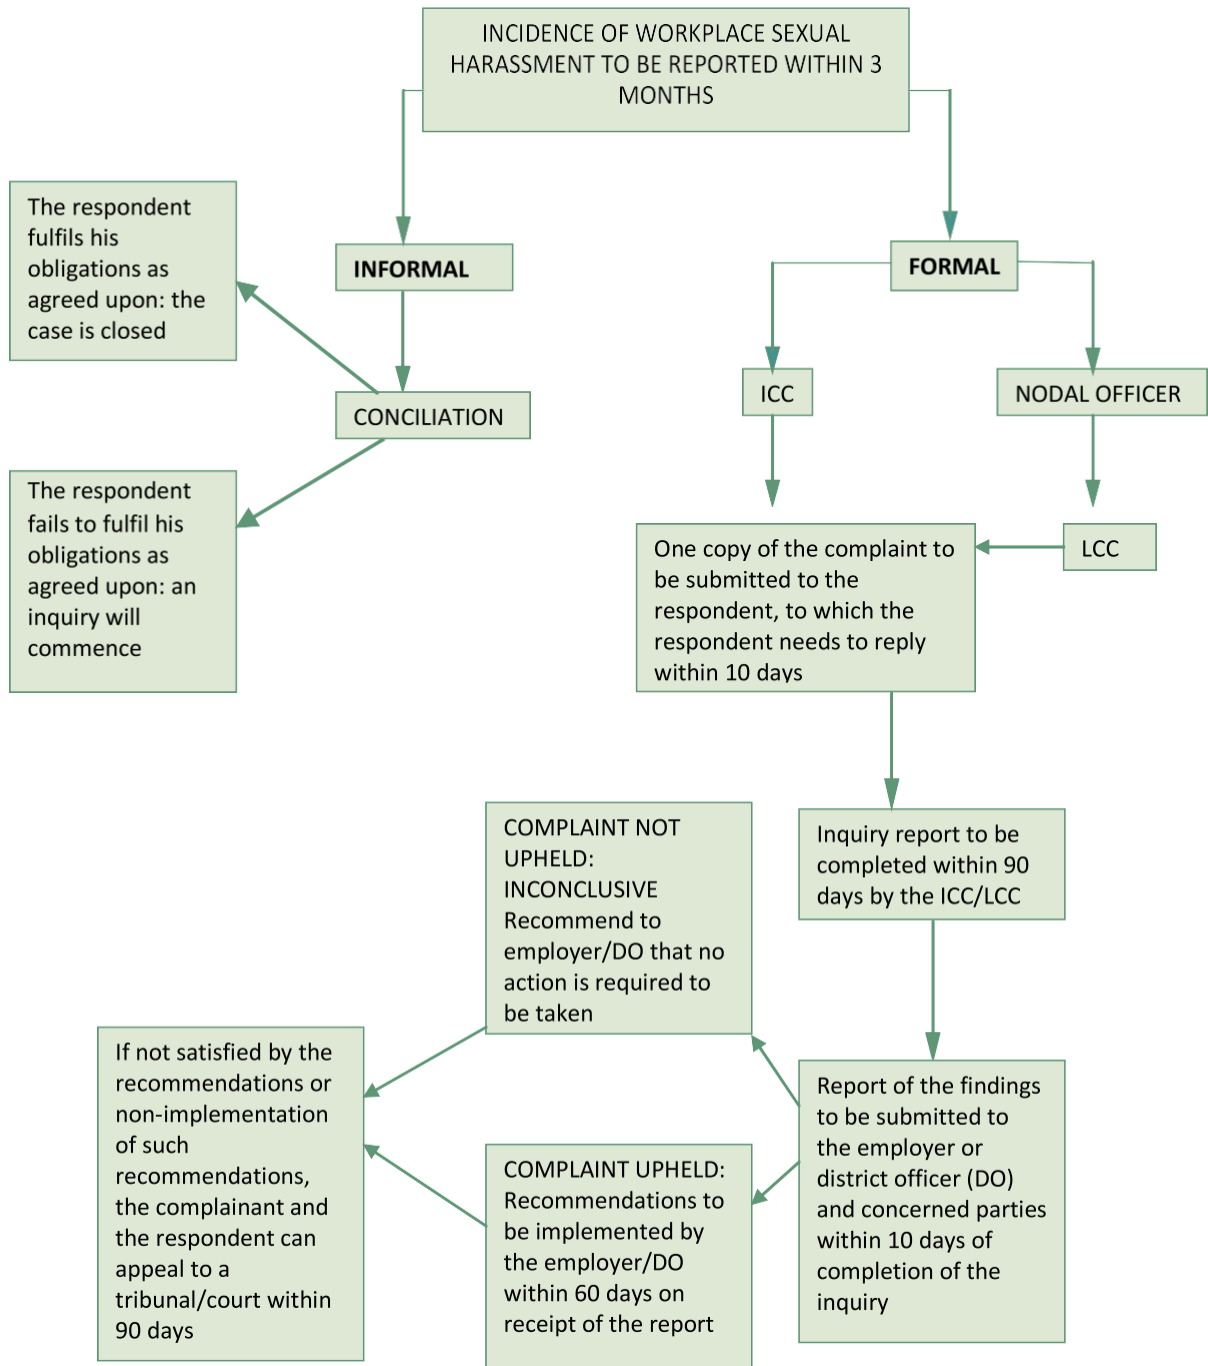 INCIDENCE OF WORKPLACE SEXUAL
HARASSMENT TO BE REPORTED WITHIN 3
MONTHS
The respondent
fulfils his
obligations as
agreed upon: the
case is closed
INFORMAL
FORMAL
CONCILIATION
ICC
NODAL OFFICER
The respondent
fails to fulfil his
obligations as
agreed upon: an
inquiry will
commence
One copy of the complaint to
be submitted to the
respondent, to which the
respondent needs to reply
within 10 days
LCC
Inquiry report to be
completed within 90
days by the ICC/LCC
COMPLAINT NOT
UPHELD:
INCONCLUSIVE
Recommend to
employer/DO that no
action is required to
be taken
Report of the findings
to be submitted to
the employer or
district officer (DO)
and concerned parties
within 10 days of
completion of the
inquiry
COMPLAINT UPHELD:
Recommendations to
be implemented by
the employer/DO
within 60 days on
receipt of the report
If not satisfied by the
recommendations or
non-implementation
of such
recommendations,
the complainant and
the respondent can
appeal to a
tribunal/court within
90 days